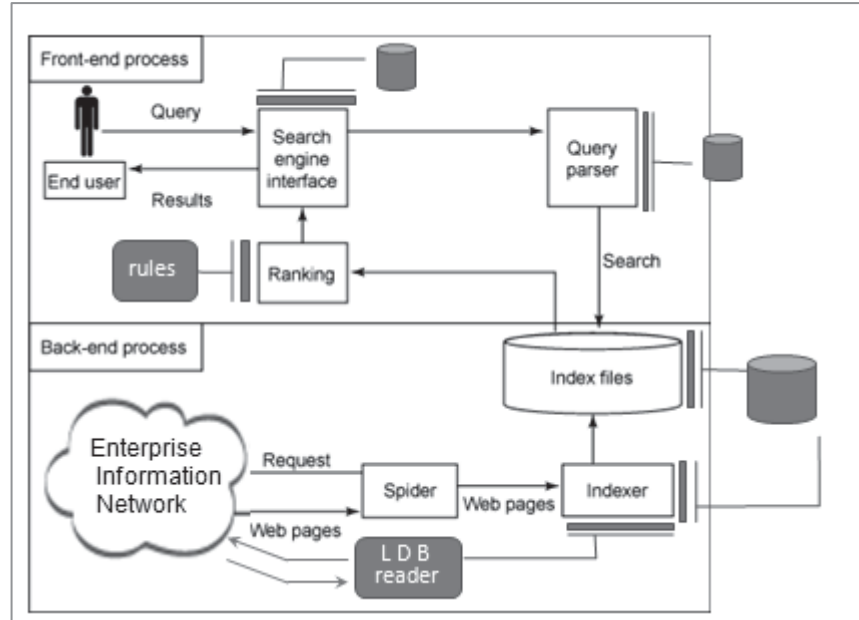 Front-end process
Query
Search
engine
interface
Query
parser
End user
Results
rules
Ranking
Search
Back-end process
Index files
Enterprise
Information
Network
Request
Spider
Indexer
Web pages
Web pages
L D B
reader